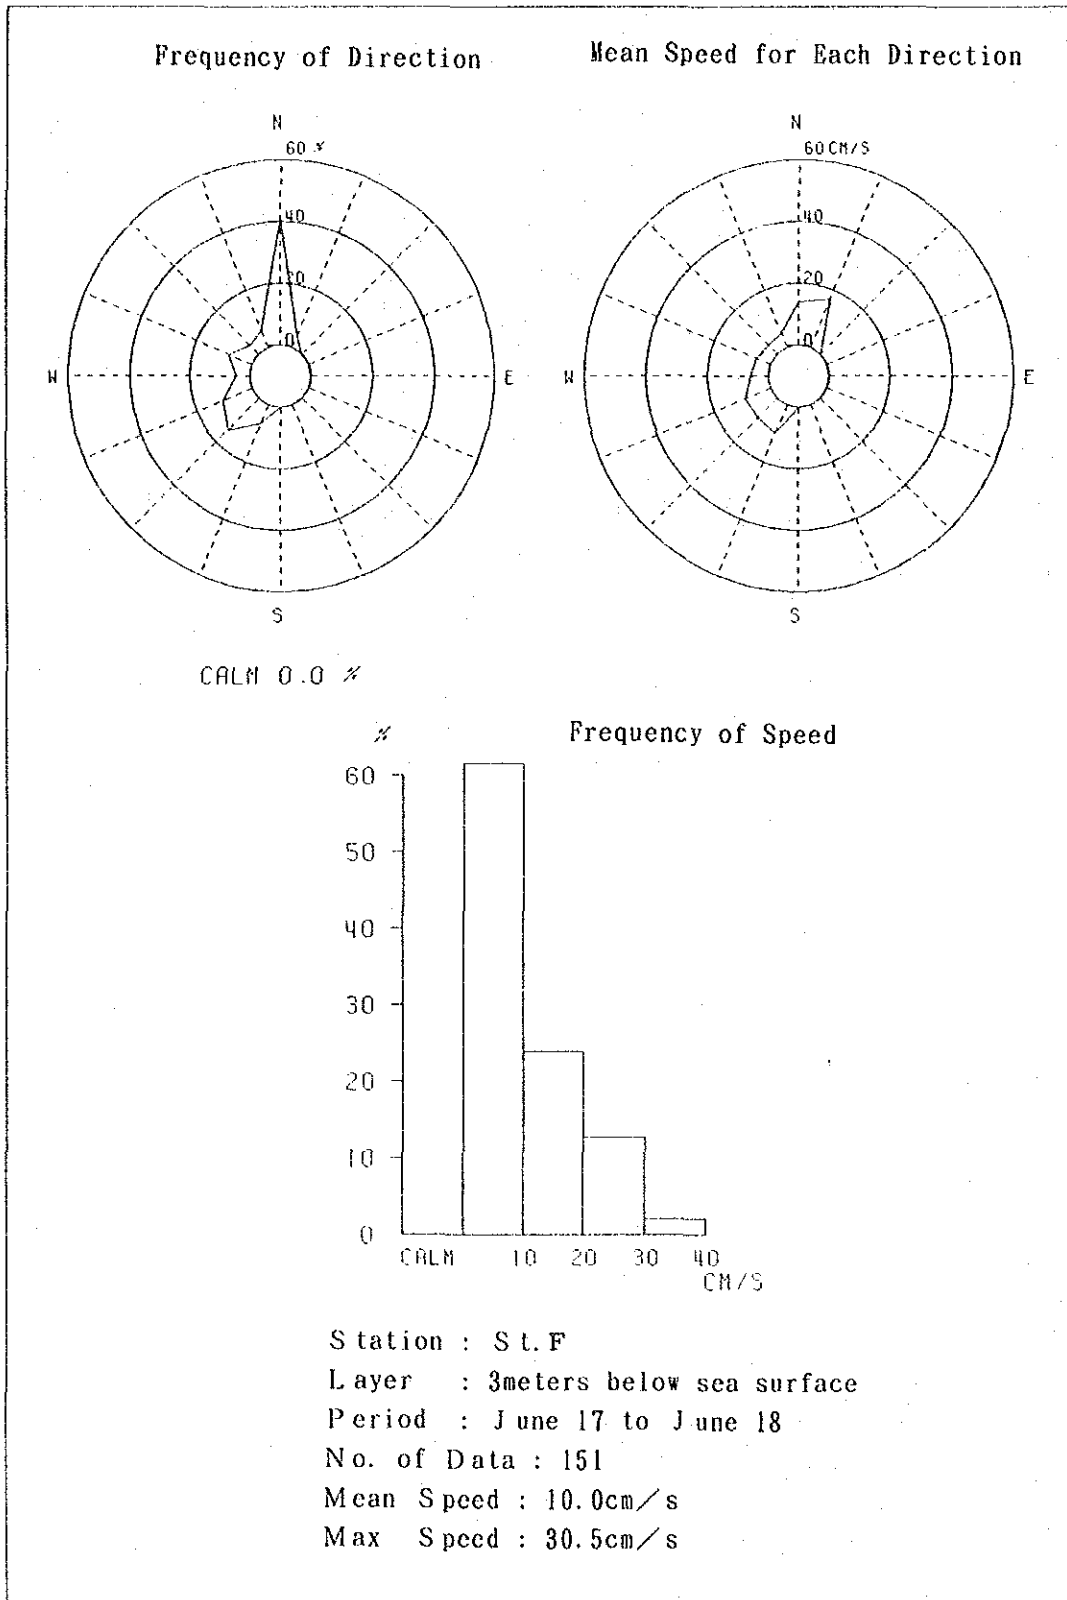 Frequency of Direction
Mean Speed for Each Direction
N
60 %
40
20
0
W
E
S
N
60 CM/S
40
20
0
W
E
S
CALM 0.0 %
%
Frequency of Speed
60
50
40
30
20
10
0
CALM 10 20 30 40
CM/S
Station : St.F
Layer : 3meters below sea surface
Period : June 17 to June 18
No. of Data : 151
Mean Speed : 10.0cm/s
Max Speed : 30.5cm/s